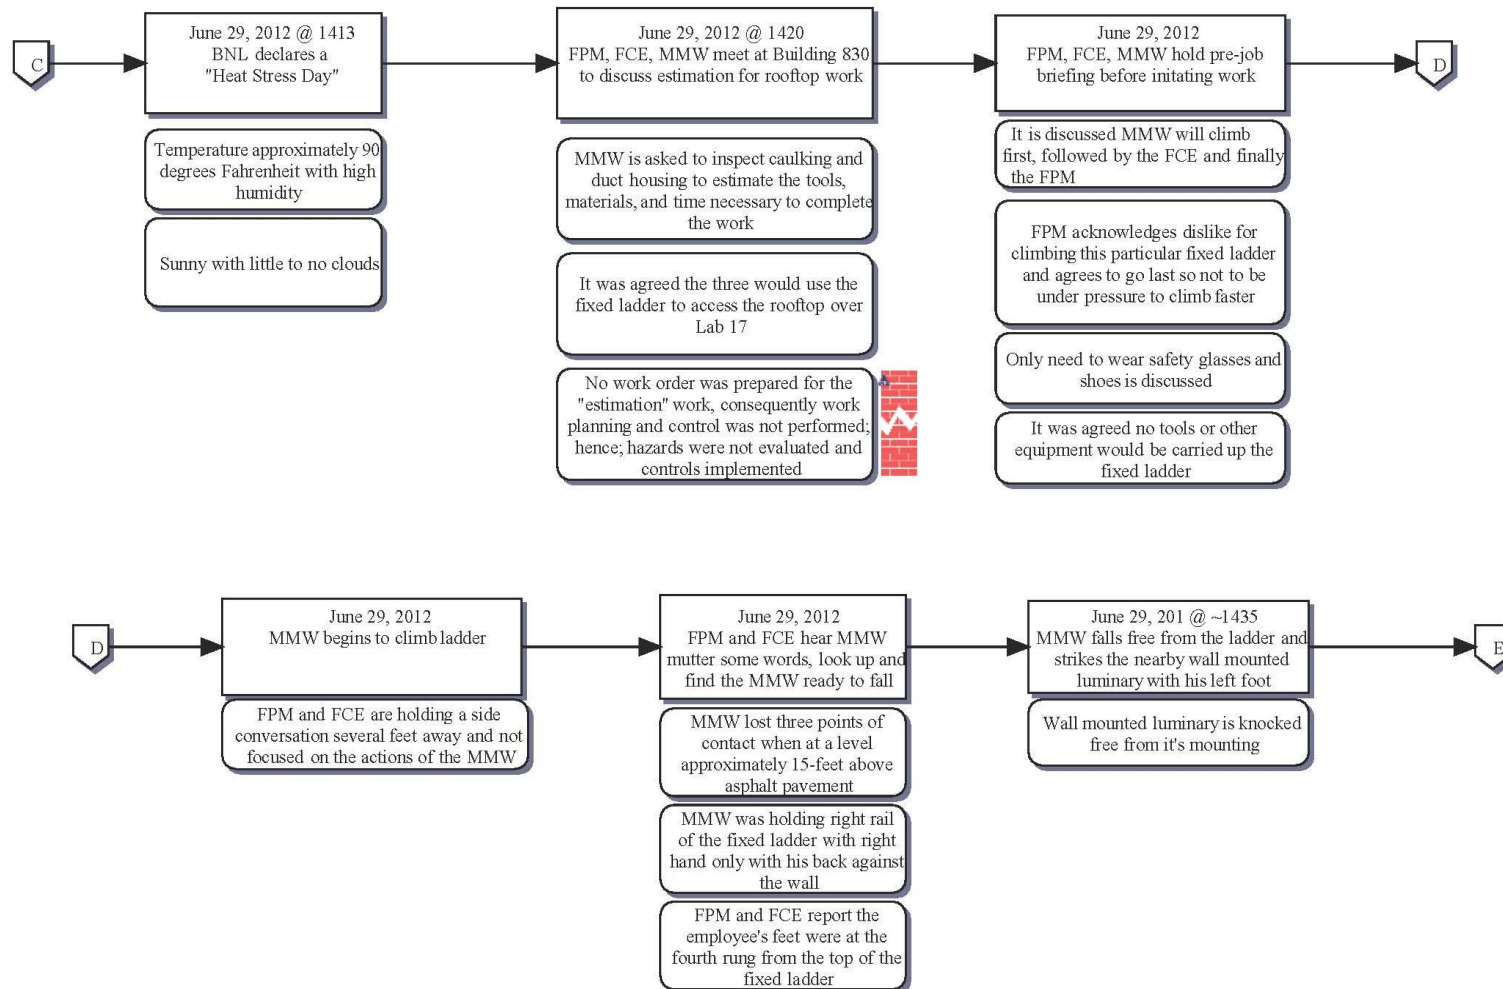 C
June 29, 2012 @ 1413
BNL declares a
"Heat Stress Day"
Temperature approximately 90
degrees Fahrenheit with high
humidity
Sunny with little to no clouds
June 29, 2012 @ 1420
FPM, FCE, MMW meet at Building 830
to discuss estimation for rooftop work
MMW is asked to inspect caulking and
duct housing to estimate the tools,
materials, and time necessary to complete
the work
It was agreed the three would use the
fixed ladder to access the rooftop over
Lab 17
No work order was prepared for the
"estimation" work, consequently work
planning and control was not performed;
hence; hazards were not evaluated and
controls implemented
June 29, 2012
FPM, FCE, MMW hold pre-job
briefing before initating work
It is discussed MMW will climb
first, followed by the FCE and finally
the FPM
FPM acknowledges dislike for
climbing this particular fixed ladder
and agrees to go last so not to be
under pressure to climb faster
Only need to wear safety glasses and
shoes is discussed
It was agreed no tools or other
equipment would be carried up the
fixed ladder
D
D
June 29, 2012
MMW begins to climb ladder
FPM and FCE are holding a side
conversation several feet away and not
focused on the actions of the MMW
June 29, 2012
FPM and FCE hear MMW
mutter some words, look up and
find the MMW ready to fall
MMW lost three points of
contact when at a level
approximately 15-feet above
asphalt pavement
MMW was holding right rail
of the fixed ladder with right
hand only with his back against
the wall
FPM and FCE report the
employee's feet were at the
fourth rung from the top of the
fixed ladder
June 29, 201 @ ~1435
MMW falls free from the ladder and
strikes the nearby wall mounted
luminary with his left foot
Wall mounted luminary is knocked
free from it's mounting
E